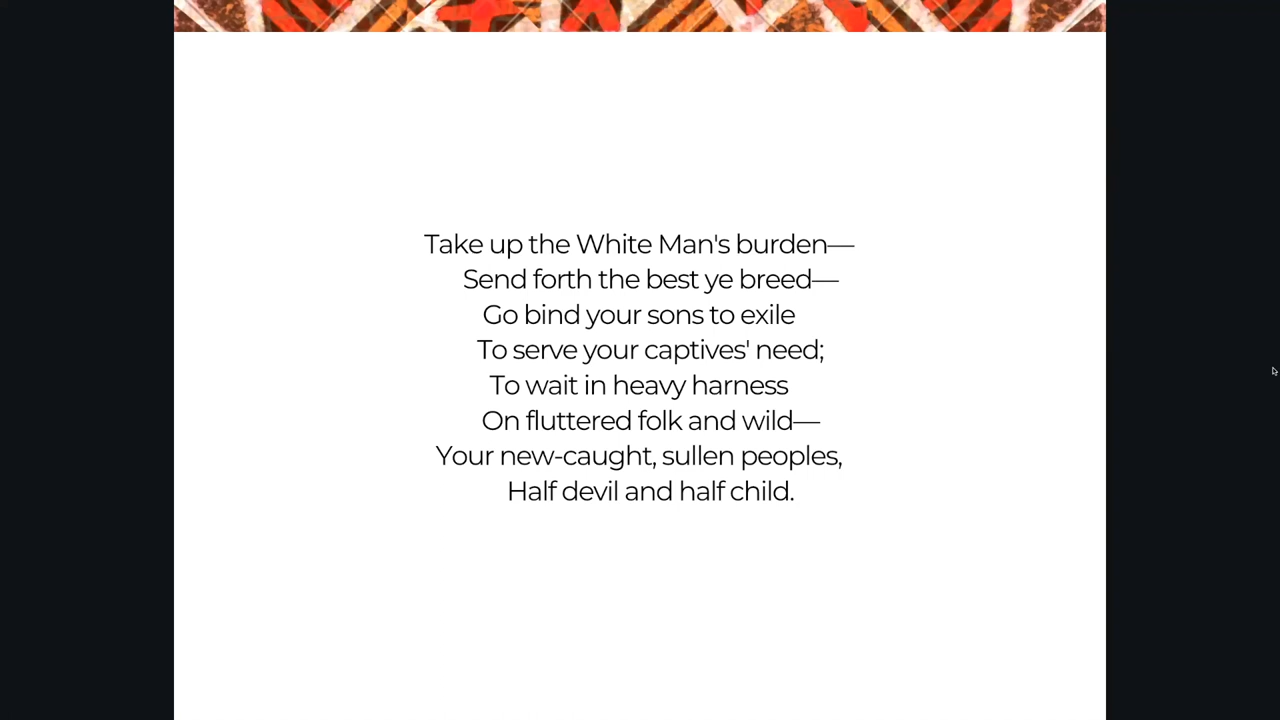 Take up the White Man's burden—
Send forth the best ye breed—
Go bind your sons to exile
To serve your captives' need;
To wait in heavy harness
On fluttered folk and wild—
Your new-caught, sullen peoples,
Half devil and half child.